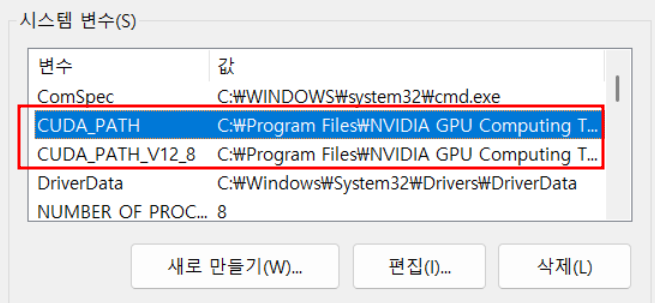 시스템 변수(S)
변수 값
ComSpec C:₩WINDOWS₩system32₩cmd.exe
CUDA_PATH C:₩Program Files₩NVIDIA GPU Computing T...
CUDA_PATH_V12_8 C:₩Program Files₩NVIDIA GPU Computing T...
DriverData C:₩Windows₩System32₩Drivers₩DriverData
NUMBER OF PROC... 8
새로 만들기(W)... 편집(I)... 삭제(L)